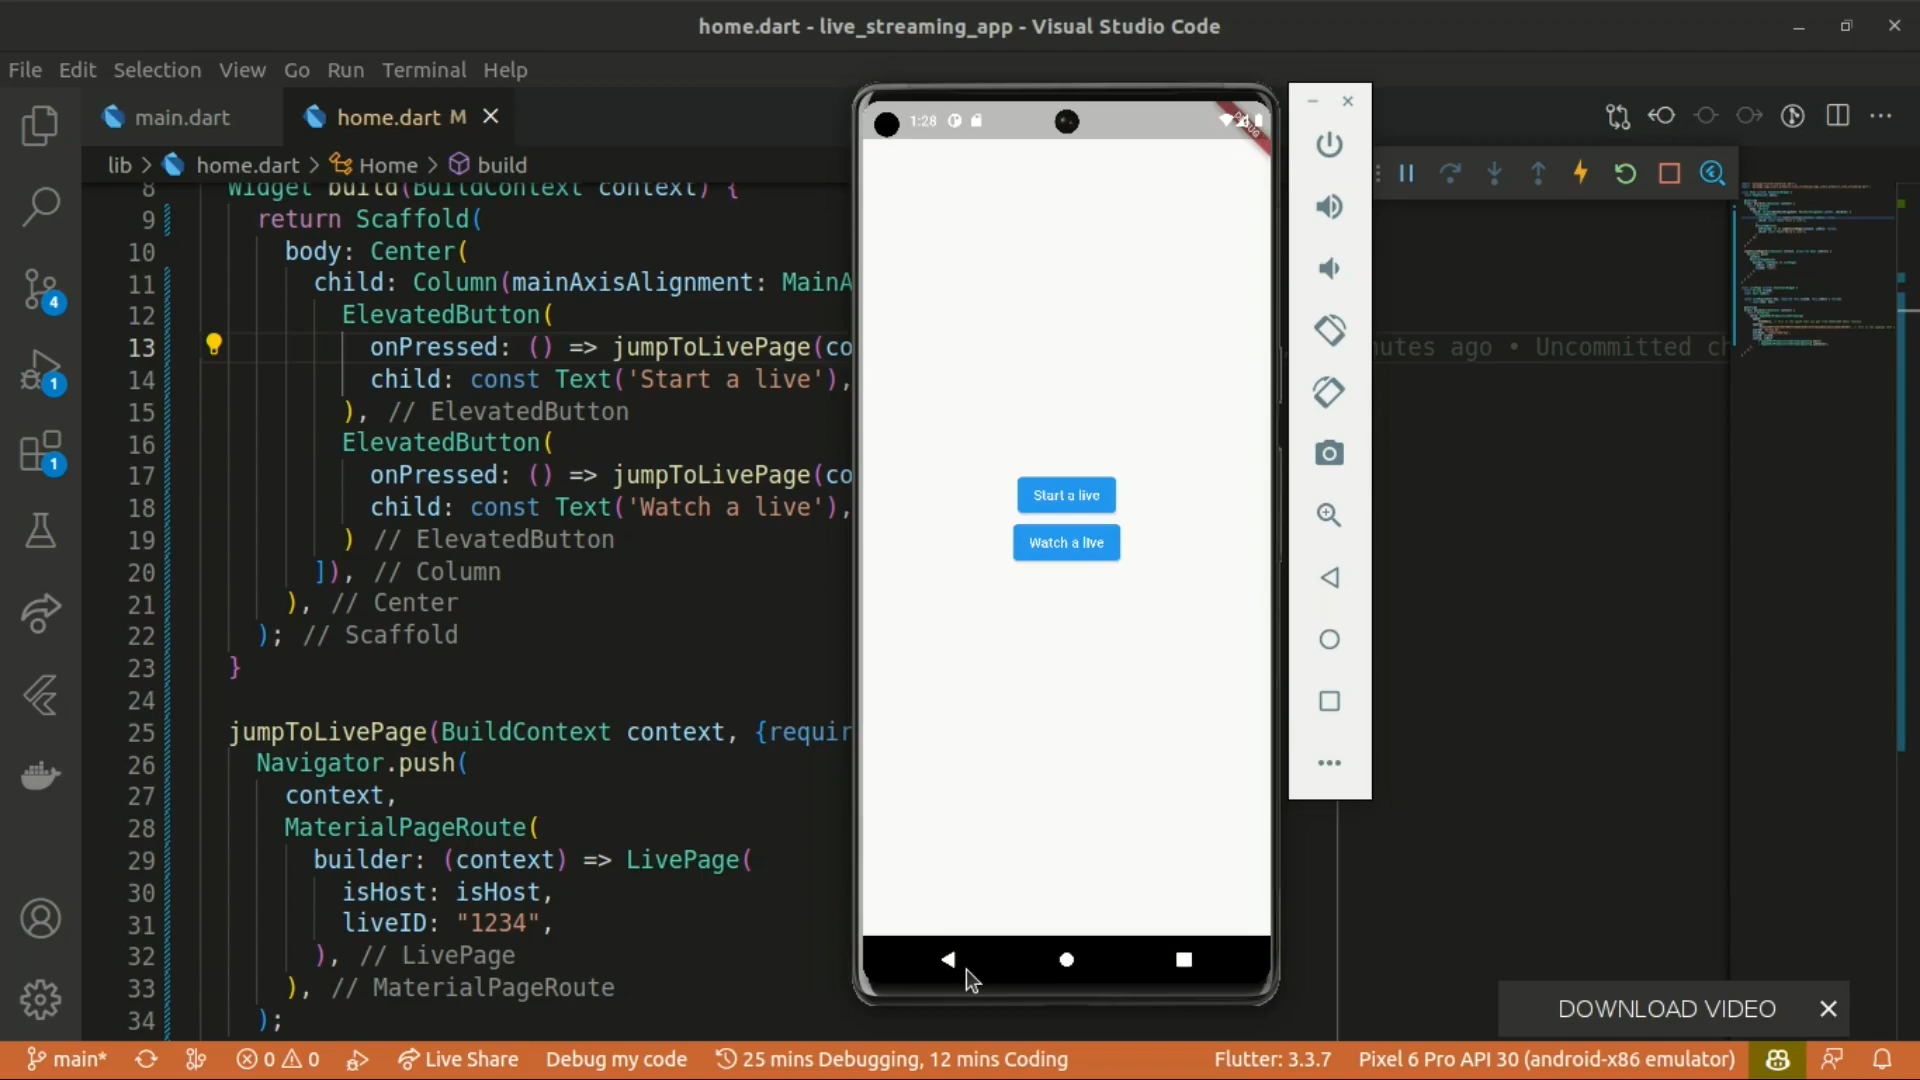 home.dart - live_streaming_app - Visual Studio Code
File Edit Selection View Go Run Terminal Help
main.dart
home.dart M
lib > home.dart > Home > build
8 Widget build(BuildContext context) {
9 return Scaffold(
10 body: Center(
11 child: Column(mainAxisAlignment: MainA
12 ElevatedButton(
13 onPressed: () => jumpToLivePage(co
14 child: const Text('Start a live'),
15 ), // ElevatedButton
16 ElevatedButton(
17 onPressed: () => jumpToLivePage(co
18 child: const Text('Watch a live'),
19 ) // ElevatedButton
20 ]), // Column
21 ), // Center
22 ); // Scaffold
23 }
24
25 jumpToLivePage(BuildContext context, {requir
26 Navigator.push(
27 context,
28 MaterialPageRoute(
29 builder: (context) => LivePage(
30 isHost: isHost,
31 liveID: "1234",
32 ), // LivePage
33 ), // MaterialPageRoute
34 );
4
1
1
1:28
DEBUG
Start a live
Watch a live
nutes ago • Uncommitted ch
DOWNLOAD VIDEO
main* 0 0 Live Share Debug my code 25 mins Debugging, 12 mins Coding Flutter: 3.3.7 Pixel 6 Pro API 30 (android-x86 emulator)